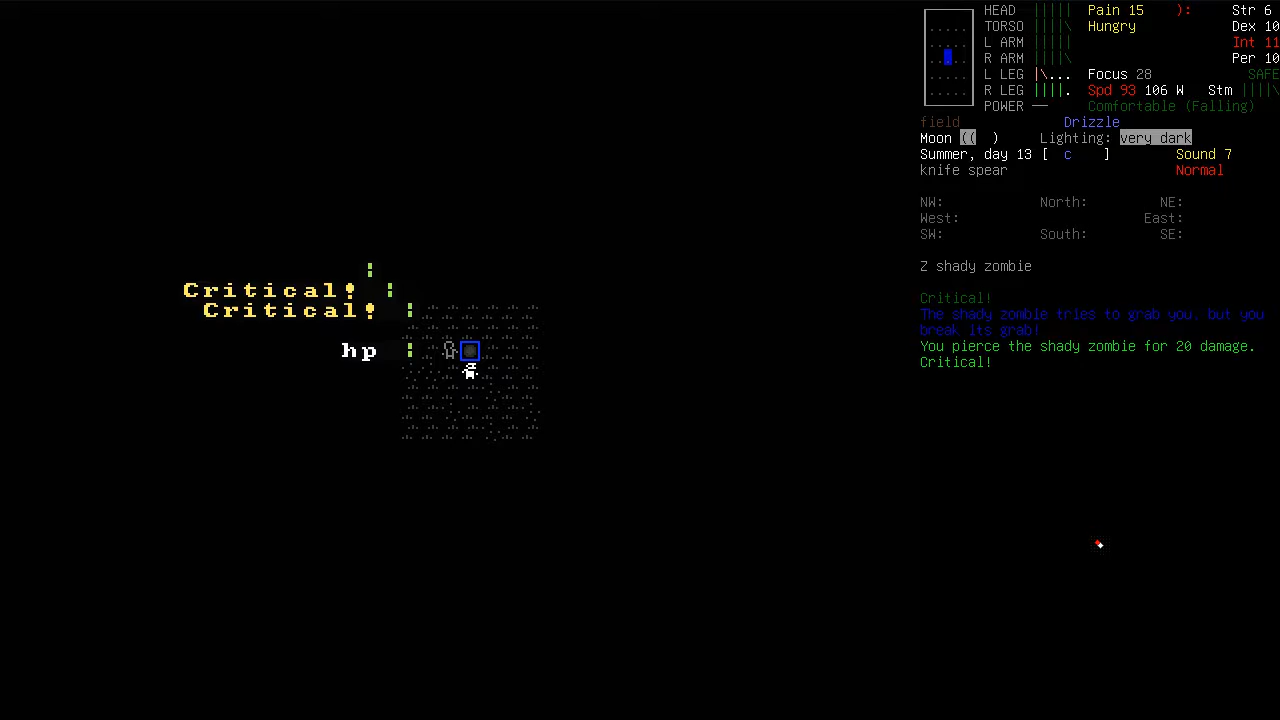 HEAD ||||| Pain 15 ): Str 6
TORSO ||||\ Hungry Dex 10
L ARM ||||| Int 11
R ARM ||||\ Per 10
L LEG |\... Focus 28 SAFE
R LEG ||||. Spd 93 106 W Stm ||||\
POWER -- Comfortable (Falling)
field Drizzle
Moon (( ) Lighting: very dark
Summer, day 13 [ c ] Sound 7
knife spear Normal
NW: North: NE:
West: East:
SW: South: SE:
Z shady zombie
Critical!
The shady zombie tries to grab you, but you
break its grab!
You pierce the shady zombie for 20 damage.
Critical!
Critical!
Critical!
hp